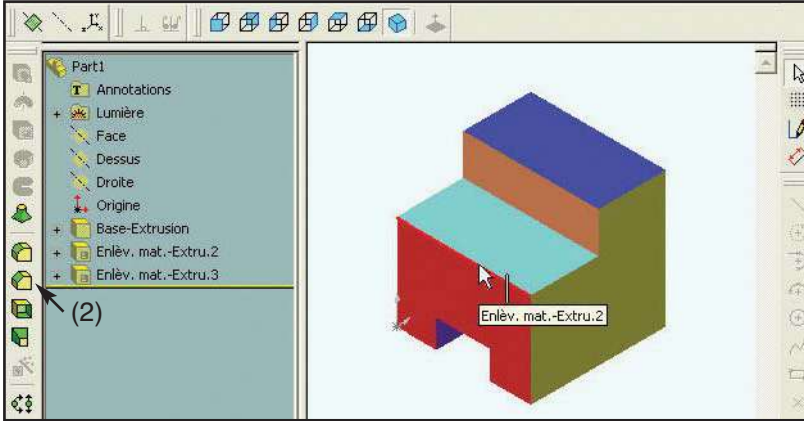 Part1
T Annotations
Lumière
Face
Dessus
Droite
Origine
Base-Extrusion
Enlèv. mat.-Extru.2
Enlèv. mat.-Extru.3
(2)
Enlèv. mat.-Extru.2